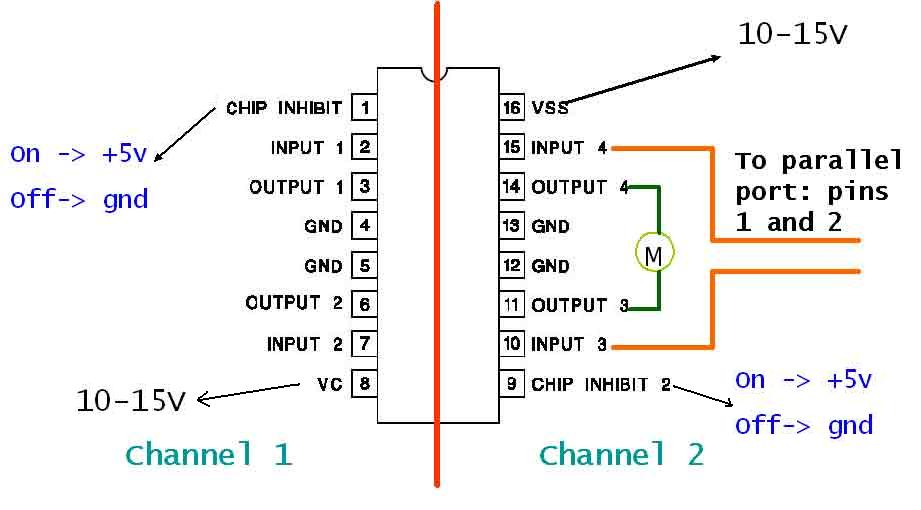 10-15V
CHIP INHIBIT 1
16 VSS
On -> +5v
INPUT 1 2
15 INPUT 4
To parallel
port: pins
1 and 2
Off-> gnd
OUTPUT 1 3
14 OUTPUT 4
GND 4
13 GND
M
GND 5
12 GND
OUTPUT 2 6
11 OUTPUT 3
INPUT 2 7
10 INPUT 3
VC 8
9 CHIP INHIBIT 2
10-15V
On -> +5v
Off-> gnd
Channel 1
Channel 2